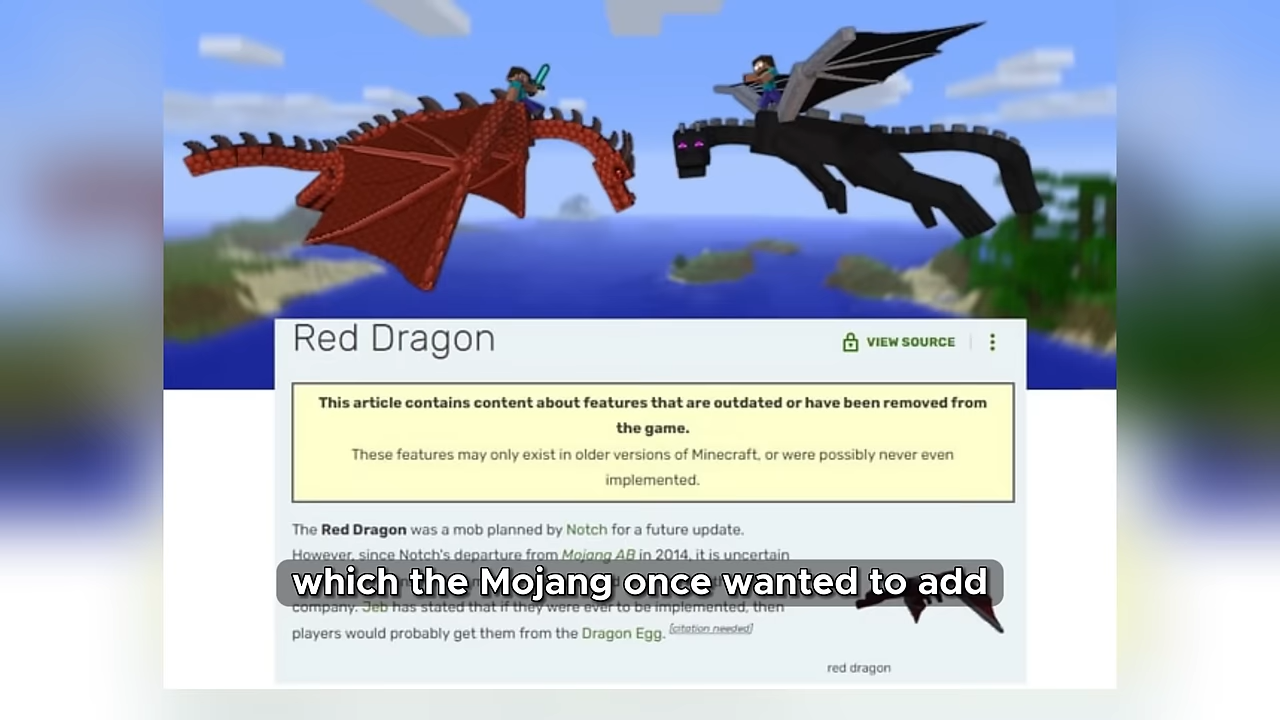 Red Dragon
VIEW SOURCE
This article contains content about features that are outdated or have been removed from
the game.
These features may only exist in older versions of Minecraft, or were possibly never even
implemented.
The Red Dragon was a mob planned by Notch for a future update.
However, since Notch's departure from Mojang AB in 2014, it is uncertain
which the Mojang once wanted to add
company. Jeb has stated that if they were ever to be implemented, then
players would probably get them from the Dragon Egg. [citation needed]
red dragon